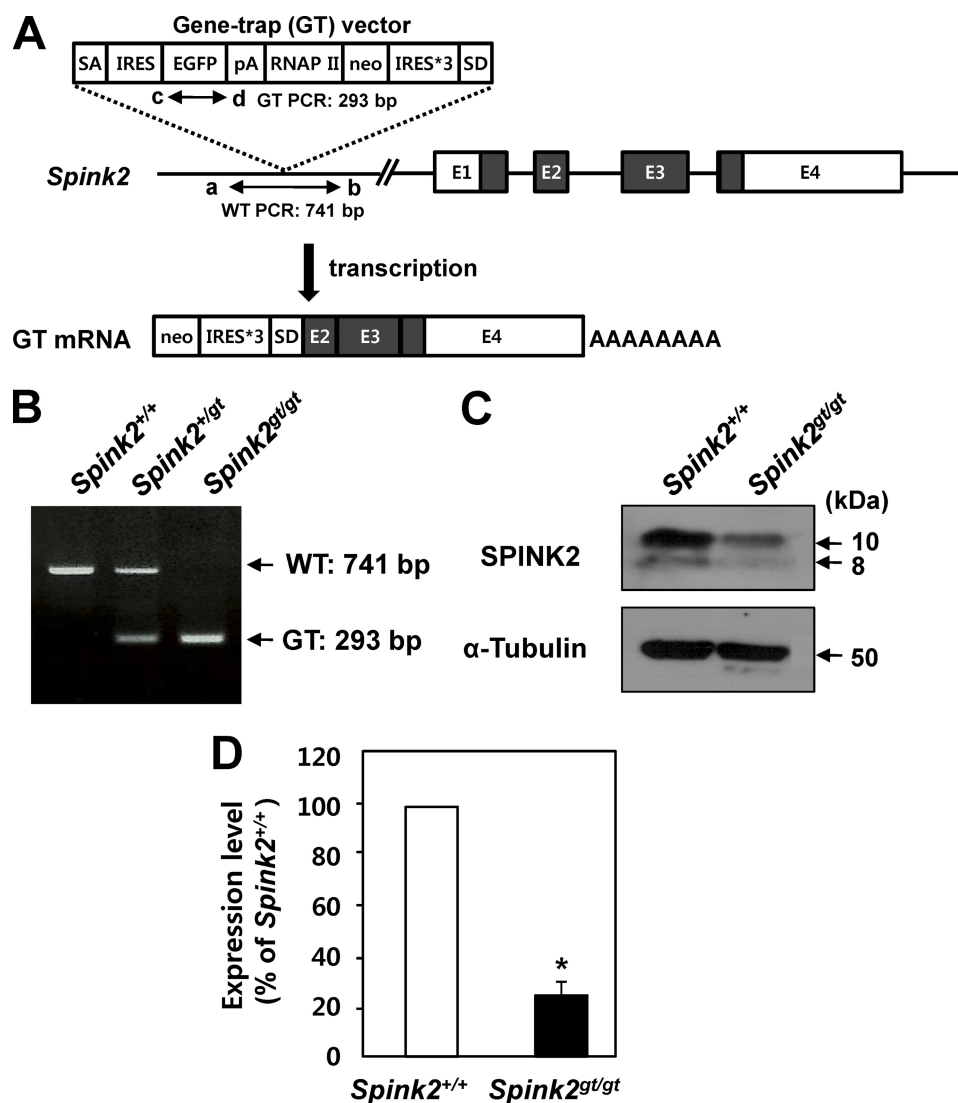 A
Gene-trap (GT) vector
SA IRES EGFP pA RNAP II neo IRES*3 SD
c d GT PCR: 293 bp
Spink2 E1 E2 E3 E4
a b
WT PCR: 741 bp
transcription
GT mRNA neo IRES*3 SD E2 E3 E4 AAAAAAAA
B
Spink2+/+ Spink2+/gt Spink2gt/gt
WT: 741 bp
GT: 293 bp
C
Spink2+/+ Spink2gt/gt
(kDa)
SPINK2 10
8
α-Tubulin 50
D
Expression level
(% of Spink2+/+)
120
100
80
60
40
20
0
*
Spink2+/+ Spink2gt/gt